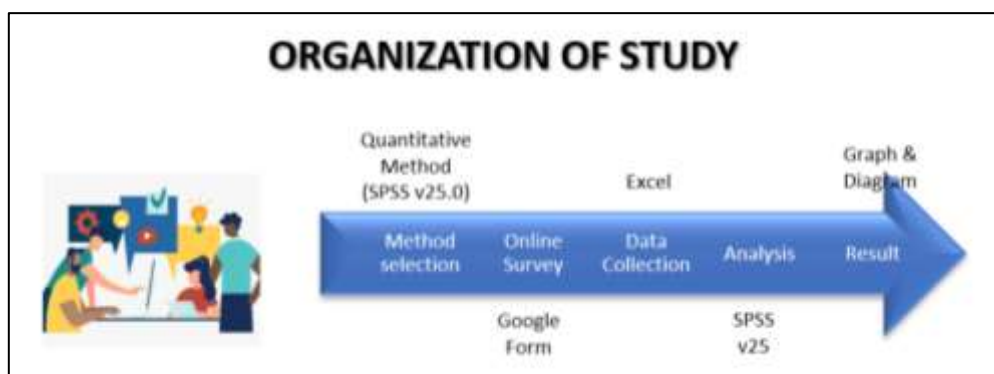 ORGANIZATION OF STUDY
Quantitative
Method
(SPSS v25.0)
Excel
Graph &
Diagram
Method
selection
Online
Survey
Data
Collection
Analysis
Result
Google
Form
SPSS
v25